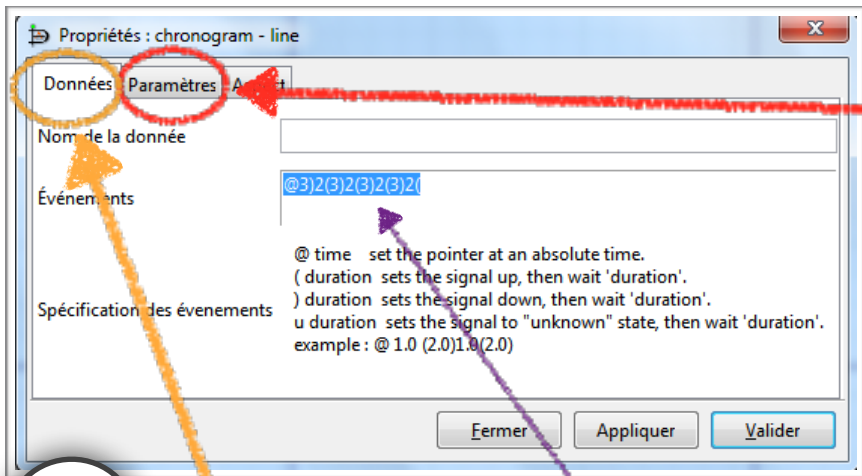 Propriétés : chronogram - line
Données Paramètres
Nom de la donnée
Événements
@3)2(3)2(3)2(3)2(
@ time set the pointer at an absolute time.
( duration sets the signal up, then wait 'duration'.
) duration sets the signal down, then wait 'duration'.
Spécification des évenements
u duration sets the signal to "unknown" state, then wait 'duration'.
example : @ 1.0 (2.0)1.0(2.0)
Fermer Appliquer Valider